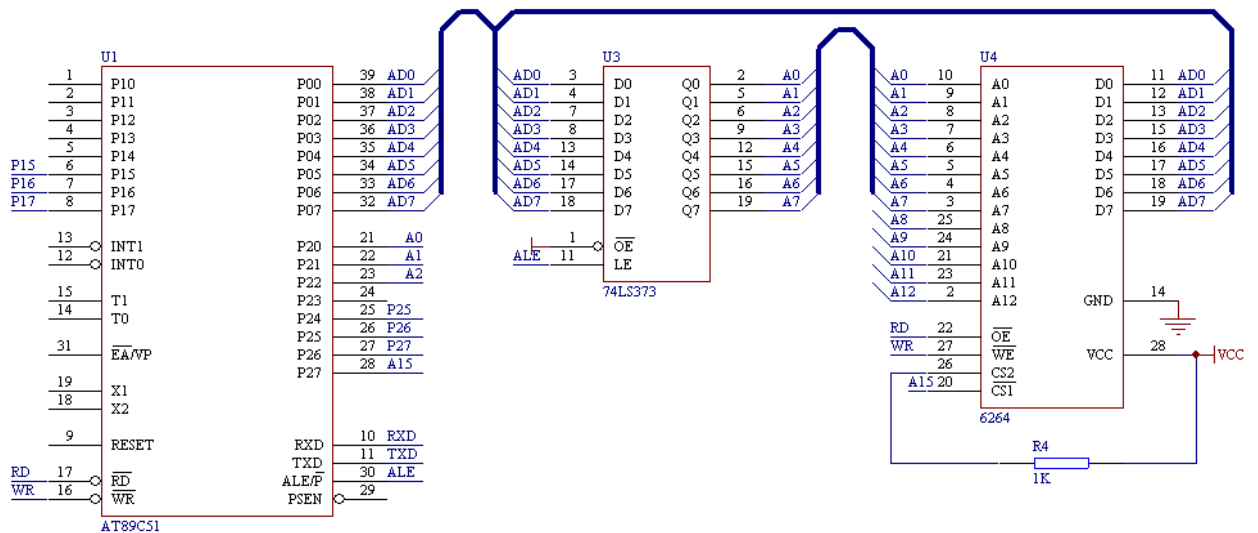 U1
1 P10 P00 39 AD0
2 P11 P01 38 AD1
3 P12 P02 37 AD2
4 P13 P03 36 AD3
5 P14 P04 35 AD4
P15 6 P15 P05 34 AD5
P16 7 P16 P06 33 AD6
P17 8 P17 P07 32 AD7
13 INT1 P20 21 A0
12 INT0 P21 22 A1
P22 23 A2
15 T1 P23 24
14 T0 P24 25 P25
P25 26 P26
31 EA/VP P26 27 P27
P27 28 A15
19 X1
18 X2
9 RESET RXD 10 RXD
TXD 11 TXD
RD 17 RD ALE/P 30 ALE
WR 16 WR PSEN 29
AT89C51
U3
AD0 3 D0 Q0 2 A0
AD1 4 D1 Q1 5 A1
AD2 7 D2 Q2 6 A2
AD3 8 D3 Q3 9 A3
AD4 13 D4 Q4 12 A4
AD5 14 D5 Q5 15 A5
AD6 17 D6 Q6 16 A6
AD7 18 D7 Q7 19 A7
1 OE
ALE 11 LE
74LS373
U4
A0 10 A0 D0 11 AD0
A1 9 A1 D1 12 AD1
A2 8 A2 D2 13 AD2
A3 7 A3 D3 15 AD3
A4 6 A4 D4 16 AD4
A5 5 A5 D5 17 AD5
A6 4 A6 D6 18 AD6
A7 3 A7 D7 19 AD7
A8 25 A8
A9 24 A9
A10 21 A10
A11 23 A11
A12 2 A12 GND 14
RD 22 OE
WR 27 WE VCC 28 VCC
26 CS2
A15 20 CS1
6264
R4
1K